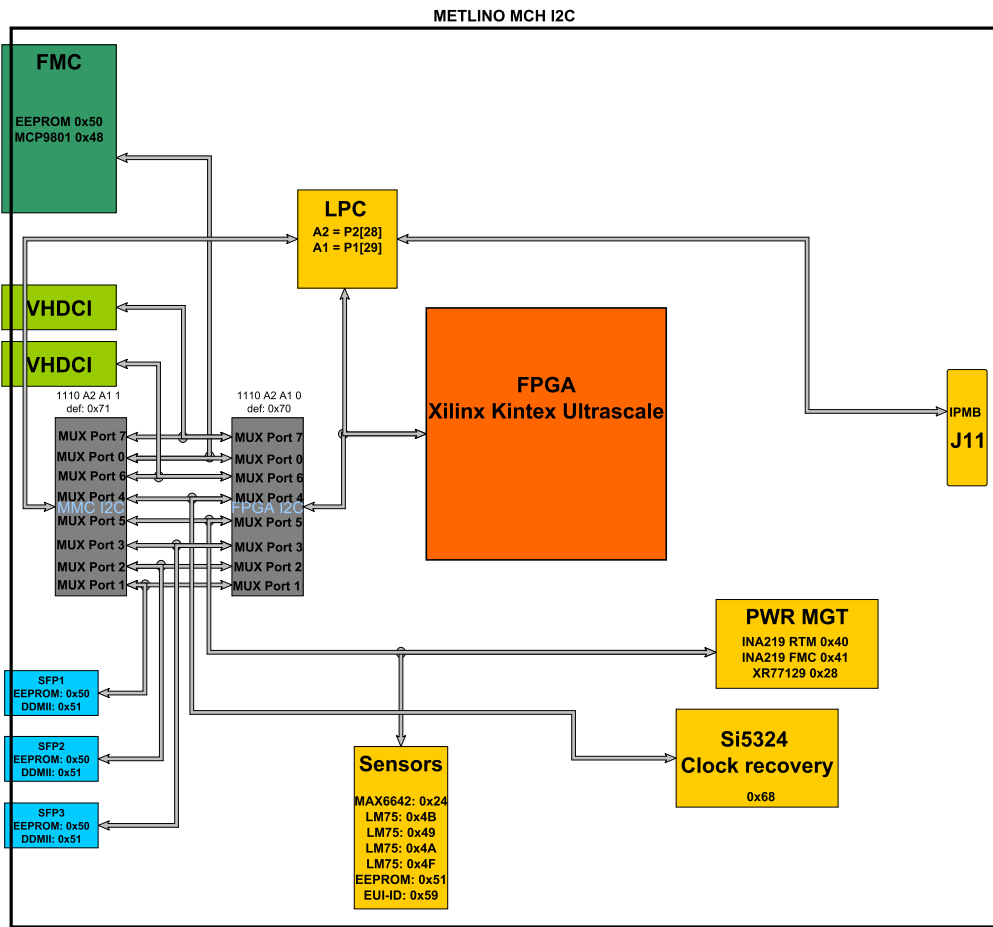 METLINO MCH I2C
FMC
EEPROM 0x50
MCP9801 0x48
LPC
A2 = P2[28]
A1 = P1[29]
VHDCI
VHDCI
FPGA
Xilinx Kintex Ultrascale
IPMB
J11
1110 A2 A1 1
def: 0x71
MUX Port 7
MUX Port 0
MUX Port 6
MUX Port 4
MMC I2C
MUX Port 5
MUX Port 3
MUX Port 2
MUX Port 1
1110 A2 A1 0
def: 0x70
MUX Port 7
MUX Port 0
MUX Port 6
MUX Port 4
FPGA I2C
MUX Port 5
MUX Port 3
MUX Port 2
MUX Port 1
PWR MGT
INA219 RTM 0x40
INA219 FMC 0x41
XR77129 0x28
SFP1
EEPROM: 0x50
DDMII: 0x51
SFP2
EEPROM: 0x50
DDMII: 0x51
SFP3
EEPROM: 0x50
DDMII: 0x51
Si5324
Clock recovery
0x68
Sensors
MAX6642: 0x24
LM75: 0x4B
LM75: 0x49
LM75: 0x4A
LM75: 0x4F
EEPROM: 0x51
EUI-ID: 0x59